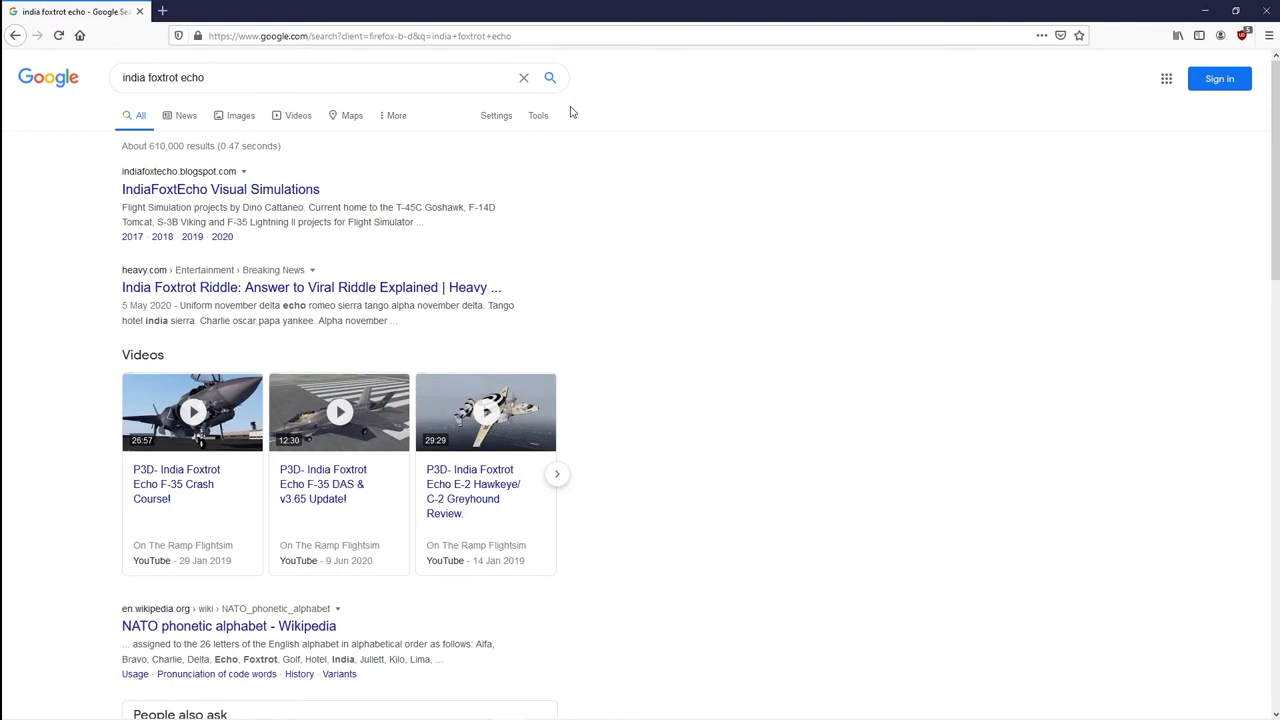 india foxtrot echo - Google Sea
https://www.google.com/search?client=firefox-b-d&q=india+foxtrot+echo
Google
india foxtrot echo
Sign in
All News Images Videos Maps More Settings Tools
About 610,000 results (0.47 seconds)
indiafoxtecho.blogspot.com
IndiaFoxtEcho Visual Simulations
Flight Simulation projects by Dino Cattaneo. Current home to the T-45C Goshawk, F-14D
Tomcat, S-3B Viking and F-35 Lightning II projects for Flight Simulator ...
2017 · 2018 · 2019 · 2020
heavy.com › Entertainment › Breaking News
India Foxtrot Riddle: Answer to Viral Riddle Explained | Heavy ...
5 May 2020 - Uniform november delta echo romeo sierra tango alpha november delta. Tango
hotel india sierra. Charlie oscar papa yankee. Alpha november ...
Videos
26:57
12:30
29:29
P3D- India Foxtrot
Echo F-35 Crash
Course!
On The Ramp Flightsim
YouTube - 29 Jan 2019
P3D- India Foxtrot
Echo F-35 DAS &
v3.65 Update!
On The Ramp Flightsim
YouTube - 9 Jun 2020
P3D- India Foxtrot
Echo E-2 Hawkeye/
C-2 Greyhound
Review.
On The Ramp Flightsim
YouTube - 14 Jan 2019
en.wikipedia.org › wiki › NATO_phonetic_alphabet
NATO phonetic alphabet - Wikipedia
... assigned to the 26 letters of the English alphabet in alphabetical order as follows: Alfa,
Bravo, Charlie, Delta, Echo, Foxtrot, Golf, Hotel, India, Juliett, Kilo, Lima, ...
Usage · Pronunciation of code words · History · Variants
People also ask